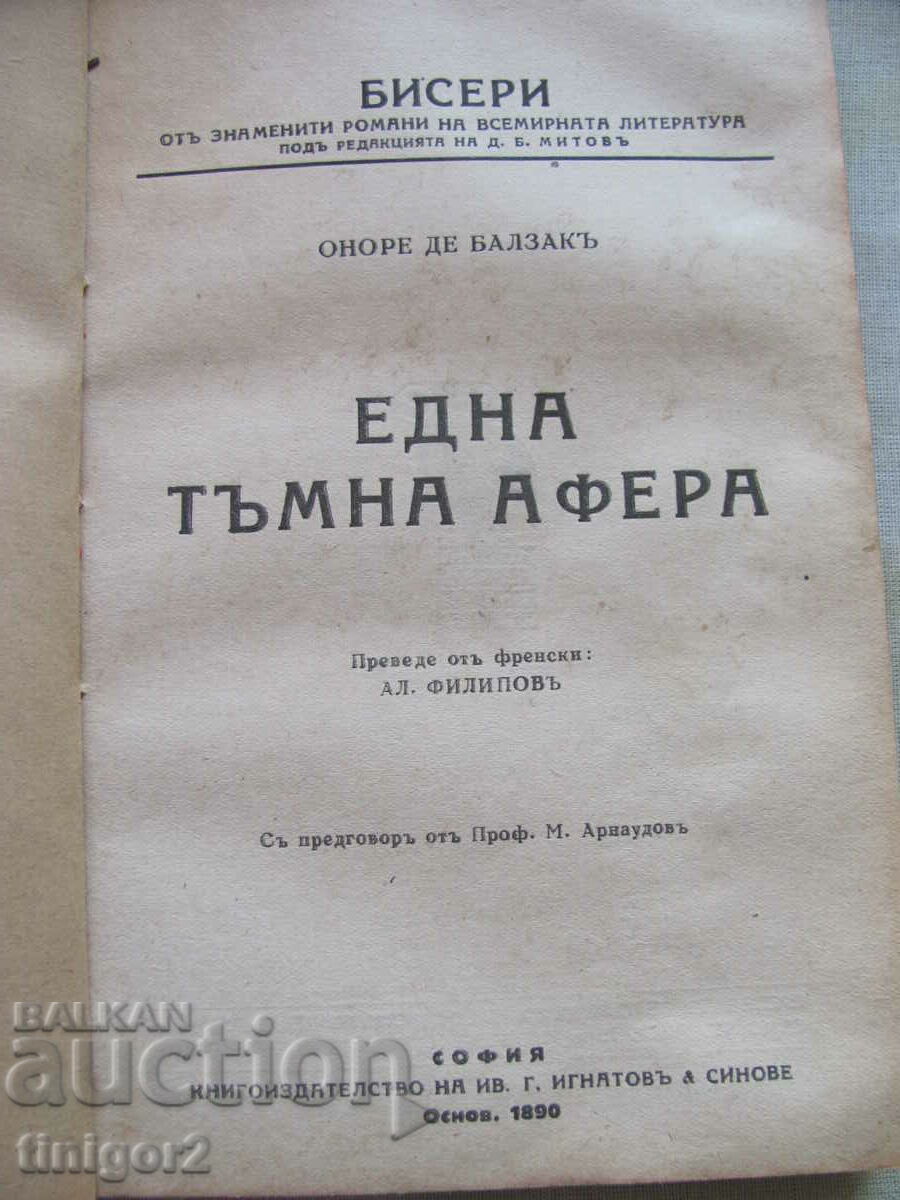 БИСЕРИ
ОТЪ ЗНАМЕНИТИ РОМАНИ НА ВСЕМИРНАТА ЛИТЕРАТУРА
ПОДЪ РЕДАКЦИЯТА НА Д. Б. МИТОВЪ
ОНОРЕ ДЕ БАЛЗАКЪ
ЕДНА
ТЪМНА АФЕРА
Преведе отъ френски:
АЛ. ФИЛИПОВЪ
Съ предговоръ отъ Проф. М. Арнаудовъ
СОФИЯ
КНИГОИЗДАТЕЛСТВО НА ИВ. Г. ИГНАТОВЪ & СИНОВЕ
Основ. 1890
BALKAN
auction
tinigor2